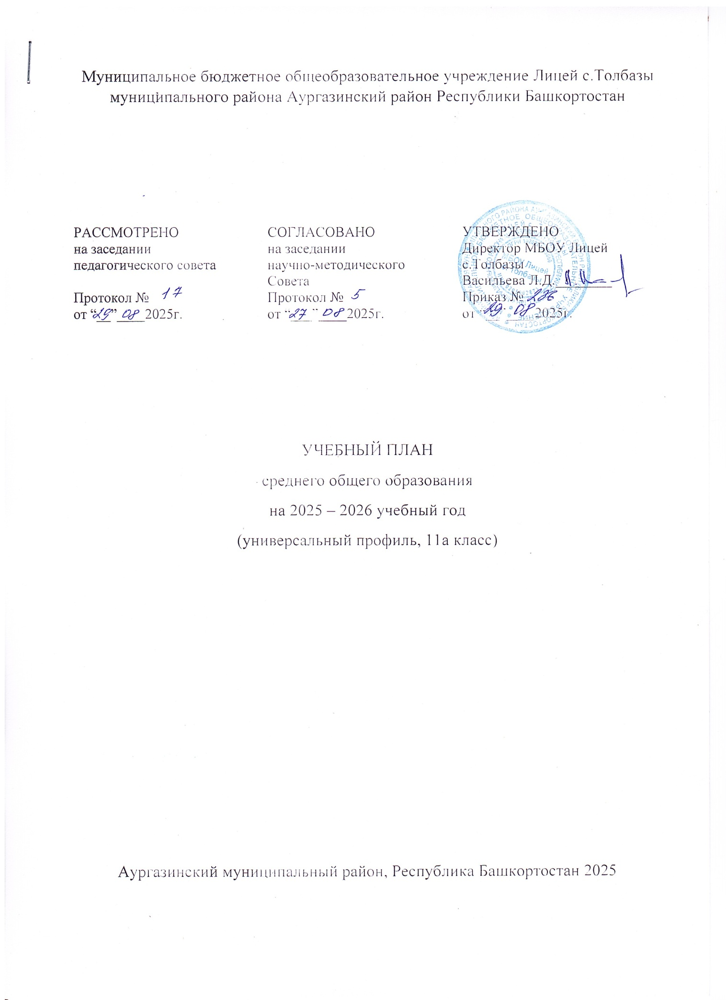 Муниципальное бюджетное общеобразовательное учреждение Лицей с.Толбазы
муниципального района Аургазинский район Республики Башкортостан
РАССМОТРЕНО
на заседании
педагогического совета
Протокол № 17
от “29” 08 2025г.
СОГЛАСОВАНО
на заседании
научно-методического
Совета
Протокол № 5
от “27” 08 2025г.
УТВЕРЖДЕНО
Директор МБОУ Лицей
с.Толбазы
Васильева Л.Д.
Приказ № 236
от 29 08 2025г.
МБОУ Лицей
с. Толбазы
УЧЕБНЫЙ ПЛАН
среднего общего образования
на 2025 – 2026 учебный год
(универсальный профиль, 11а класс)
Аургазинский муниципальный район, Республика Башкортостан 2025